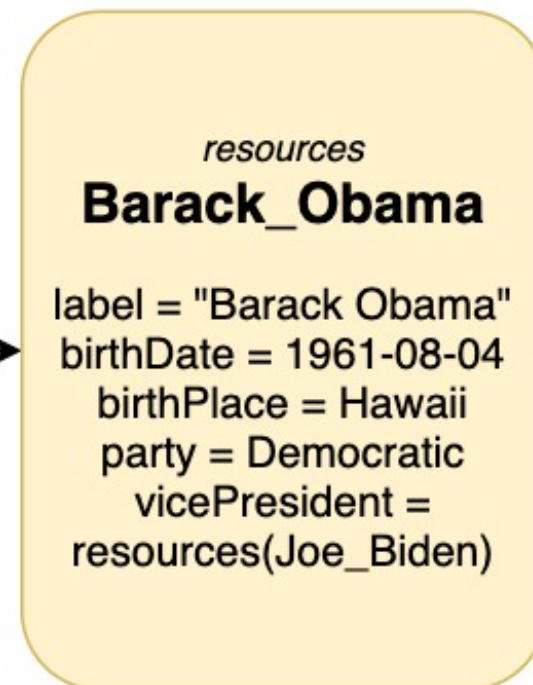 resources
Barack_Obama
label = "Barack Obama"
birthDate = 1961-08-04
birthPlace = Hawaii
party = Democratic
vicePresident =
resources(Joe_Biden)